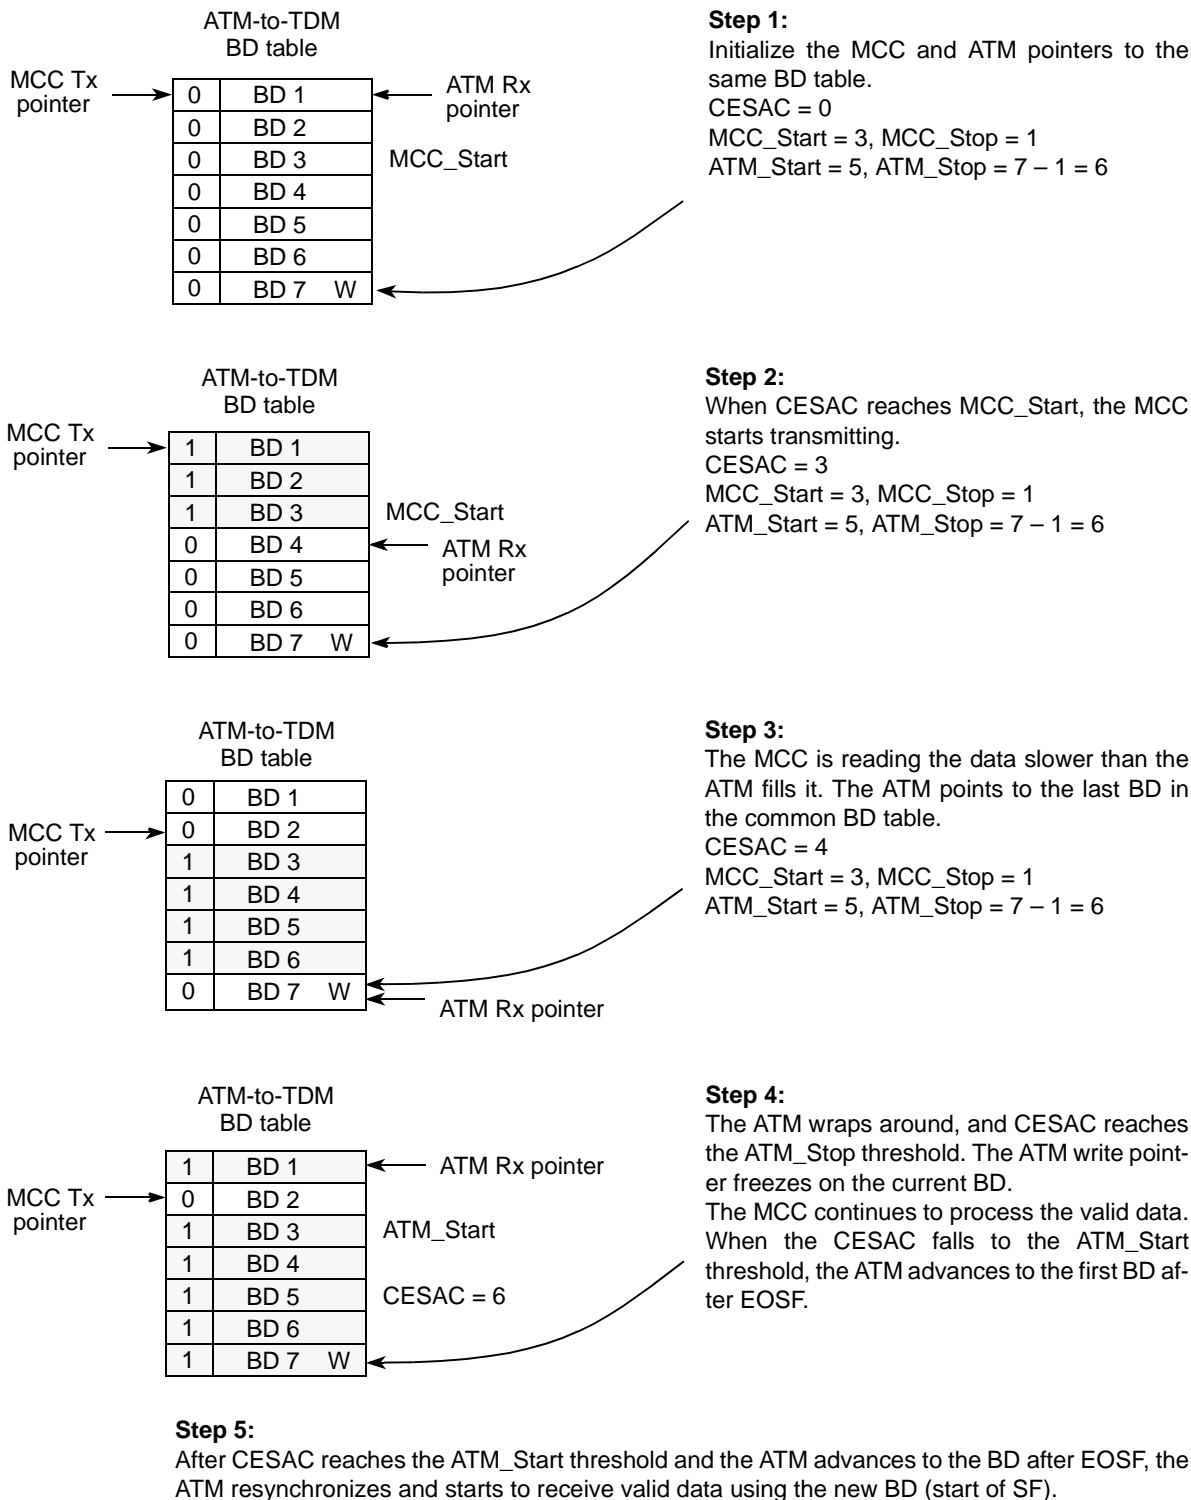 ATM-to-TDM
BD table
MCC Tx
pointer
ATM Rx
pointer
0 BD 1
0 BD 2
0 BD 3 MCC_Start
0 BD 4
0 BD 5
0 BD 6
0 BD 7 W
Step 1:
Initialize the MCC and ATM pointers to the
same BD table.
CESAC = 0
MCC_Start = 3, MCC_Stop = 1
ATM_Start = 5, ATM_Stop = 7 – 1 = 6
ATM-to-TDM
BD table
MCC Tx
pointer
1 BD 1
1 BD 2
1 BD 3 MCC_Start
0 BD 4
ATM Rx
pointer
0 BD 5
0 BD 6
0 BD 7 W
Step 2:
When CESAC reaches MCC_Start, the MCC
starts transmitting.
CESAC = 3
MCC_Start = 3, MCC_Stop = 1
ATM_Start = 5, ATM_Stop = 7 – 1 = 6
ATM-to-TDM
BD table
MCC Tx
pointer
0 BD 1
0 BD 2
1 BD 3
1 BD 4
1 BD 5
1 BD 6
0 BD 7 W
ATM Rx pointer
Step 3:
The MCC is reading the data slower than the
ATM fills it. The ATM points to the last BD in
the common BD table.
CESAC = 4
MCC_Start = 3, MCC_Stop = 1
ATM_Start = 5, ATM_Stop = 7 – 1 = 6
ATM-to-TDM
BD table
MCC Tx
pointer
1 BD 1 ATM Rx pointer
0 BD 2
1 BD 3 ATM_Start
1 BD 4
1 BD 5 CESAC = 6
1 BD 6
1 BD 7 W
Step 4:
The ATM wraps around, and CESAC reaches
the ATM_Stop threshold. The ATM write point-
er freezes on the current BD.
The MCC continues to process the valid data.
When the CESAC falls to the ATM_Start
threshold, the ATM advances to the first BD af-
ter EOSF.
Step 5:
After CESAC reaches the ATM_Start threshold and the ATM advances to the BD after EOSF, the
ATM resynchronizes and starts to receive valid data using the new BD (start of SF).